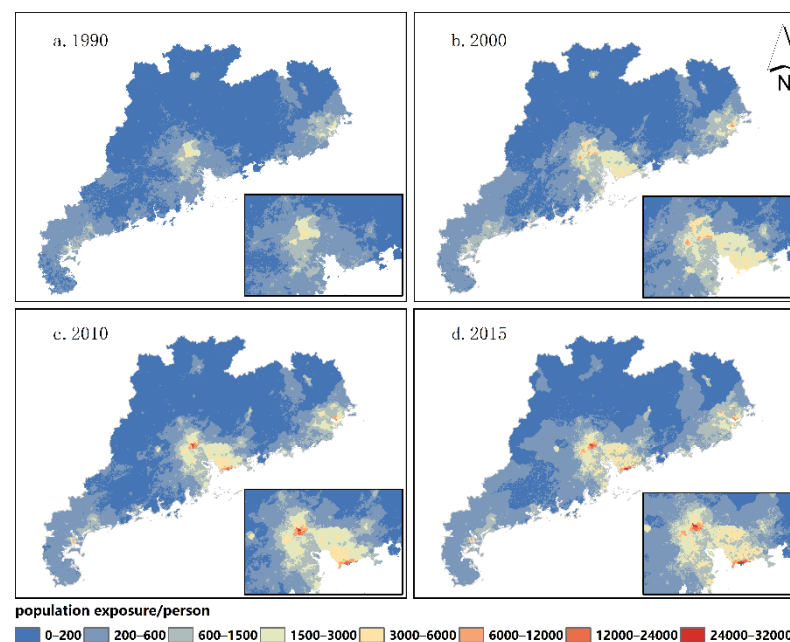 a. 1990
b. 2000
N
c. 2010
d. 2015
population exposure/person
0–200 200–600 600–1500 1500–3000 3000–6000 6000–12000 12000–24000 24000–32000